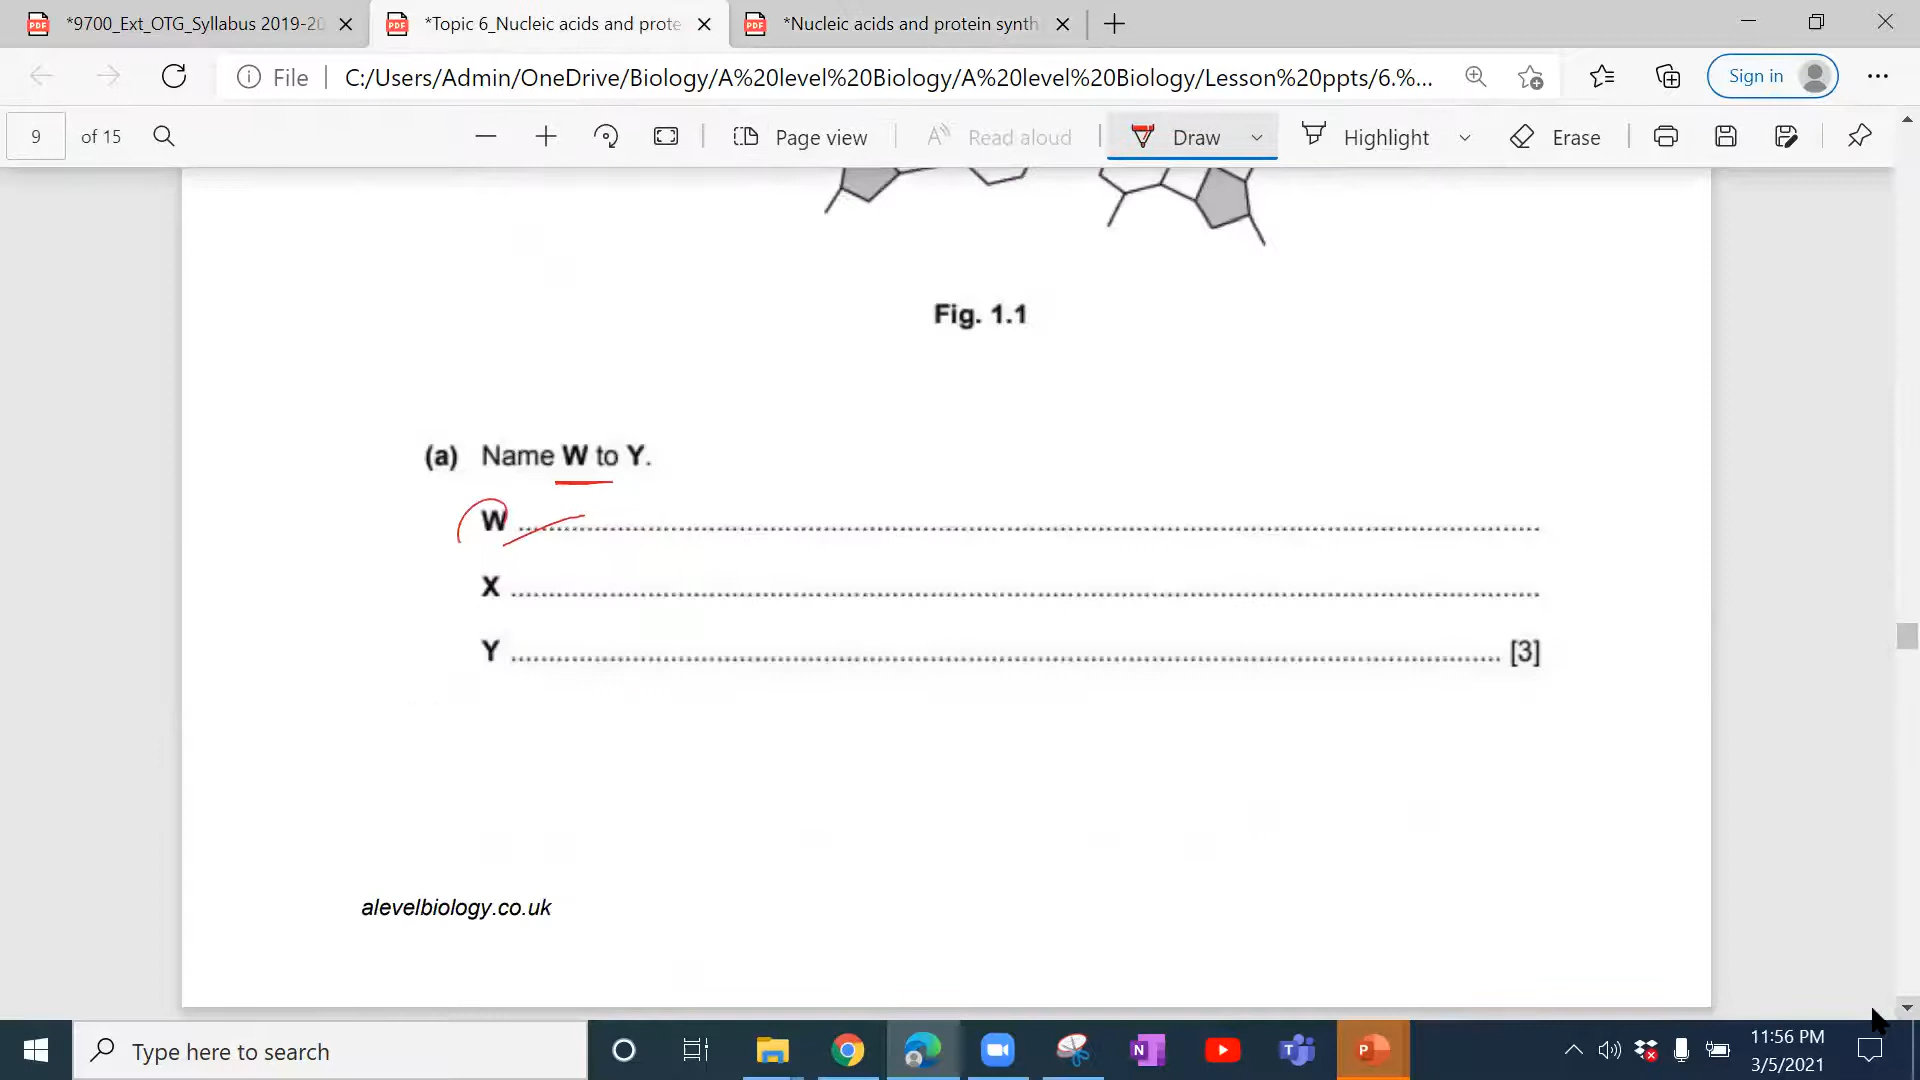 *9700_Ext_OTG_Syllabus 2019-20
*Topic 6_Nucleic acids and prote
*Nucleic acids and protein synth
File
C:/Users/Admin/OneDrive/Biology/A%20level%20Biology/A%20level%20Biology/Lesson%20ppts/6.%...
Sign in
9 of 15
Page view
Read aloud
Draw
Highlight
Erase
Fig. 1.1
(a) Name W to Y.
W ........................................
X ........................................
Y ........................................ [3]
alevelbiology.co.uk
Type here to search
11:56 PM
3/5/2021